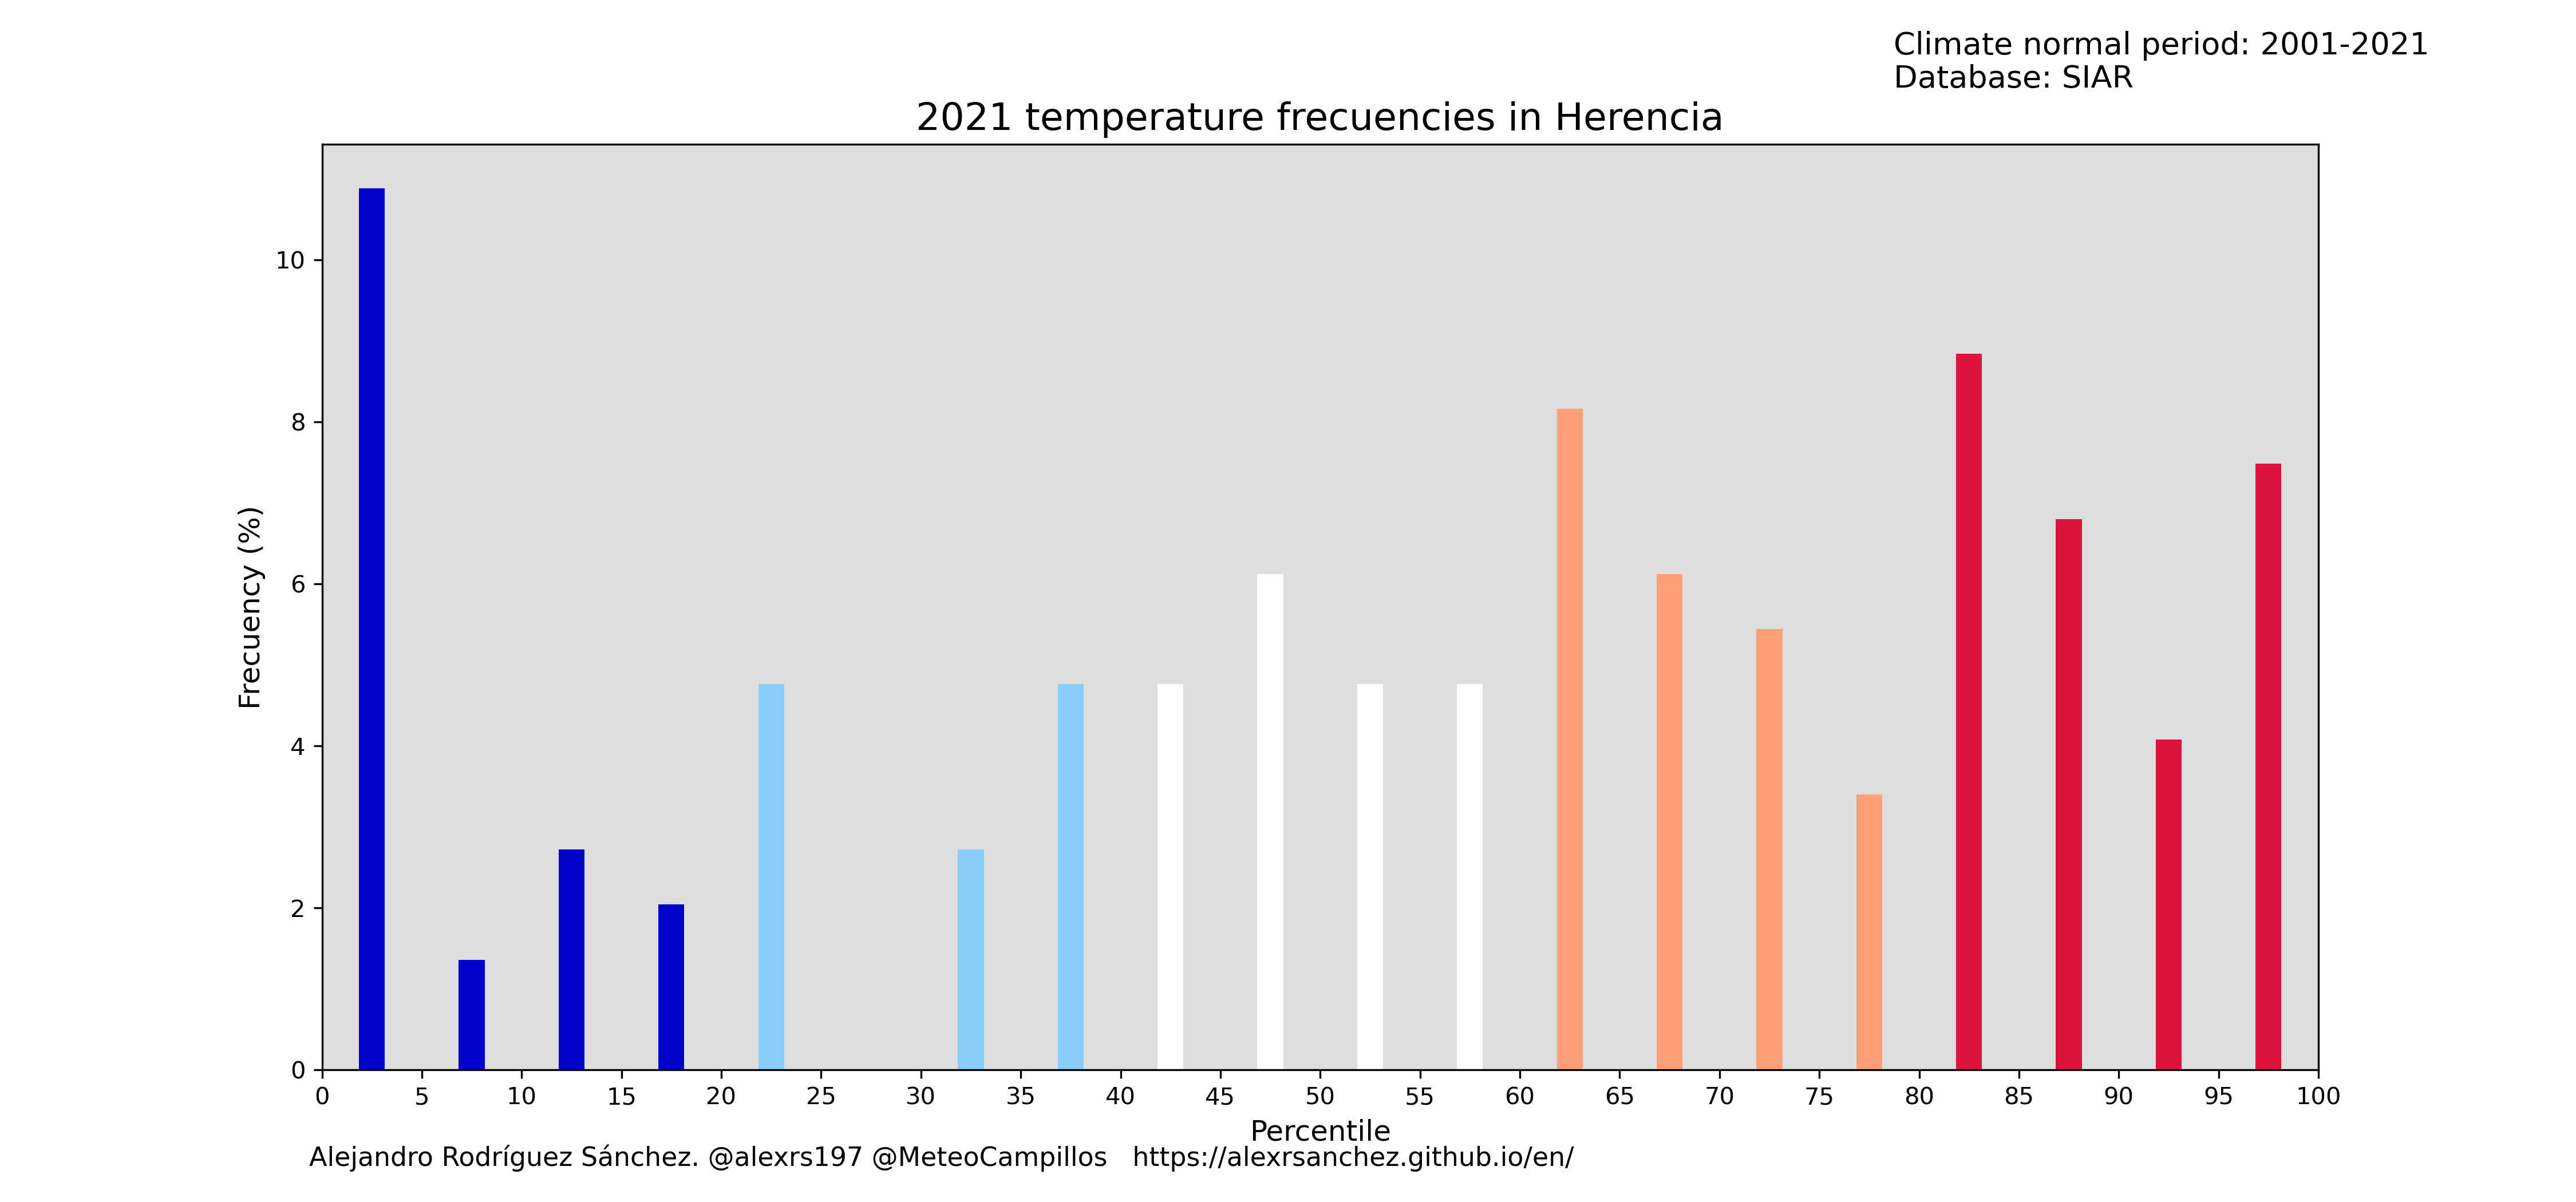 Climate normal period: 2001-2021
Database: SIAR
2021 temperature frecuencies in Herencia
Frecuency (%)
10
8
6
4
2
0
0 5 10 15 20 25 30 35 40 45 50 55 60 65 70 75 80 85 90 95 100
Percentile
Alejandro Rodríguez Sánchez. @alexrs197 @MeteoCampillos https://alexrsanchez.github.io/en/